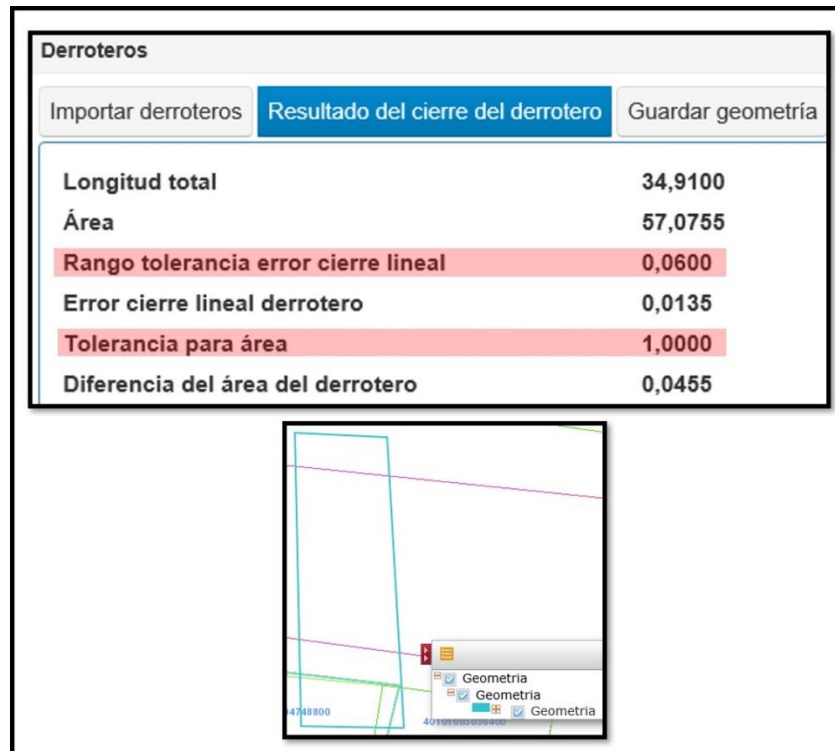 Derroteros
Importar derroteros Resultado del cierre del derrotero Guardar geometría
Longitud total 34,9100
Área 57,0755
Rango tolerancia error cierre lineal 0,0600
Error cierre lineal derrotero 0,0135
Tolerancia para área 1,0000
Diferencia del área del derrotero 0,0455
Geometria
Geometria
Geometria
04748800